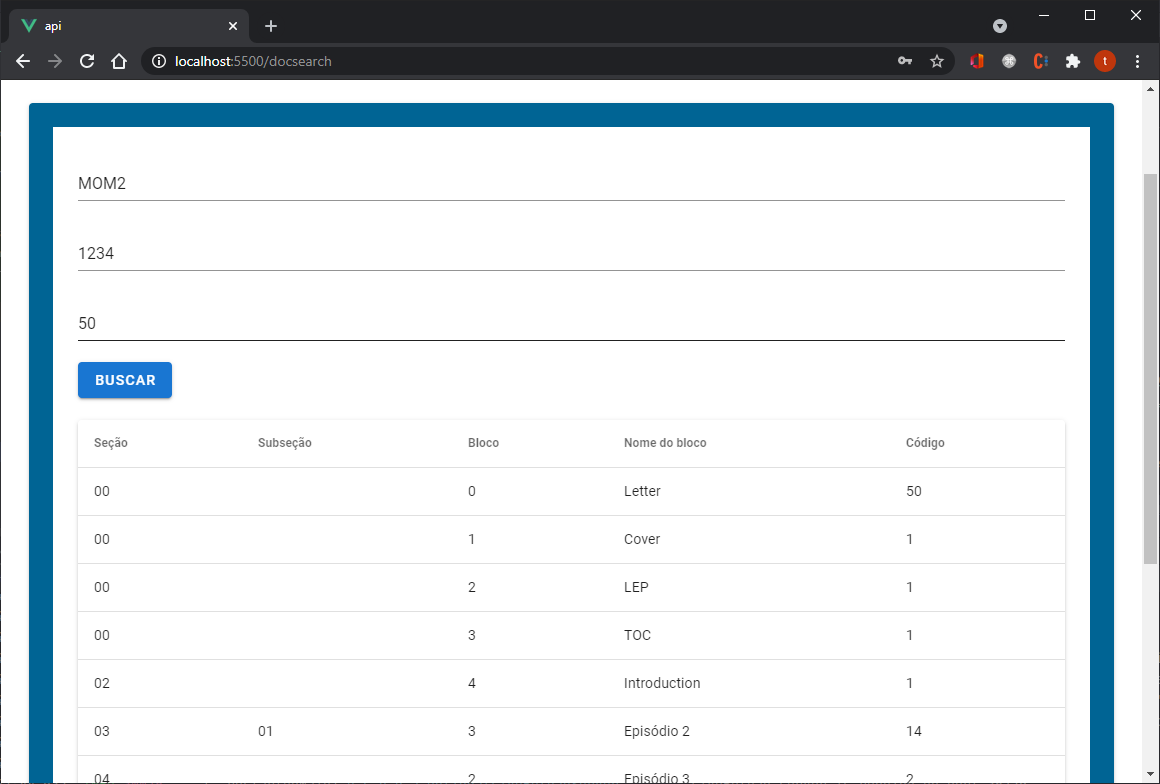 api
localhost:5500/docsearch
t
MOM2
1234
50
BUSCAR
Seção Subseção Bloco Nome do bloco Código
00 0 Letter 50
00 1 Cover 1
00 2 LEP 1
00 3 TOC 1
02 4 Introduction 1
03 01 3 Episódio 2 14
04 2 Episódio 3 2